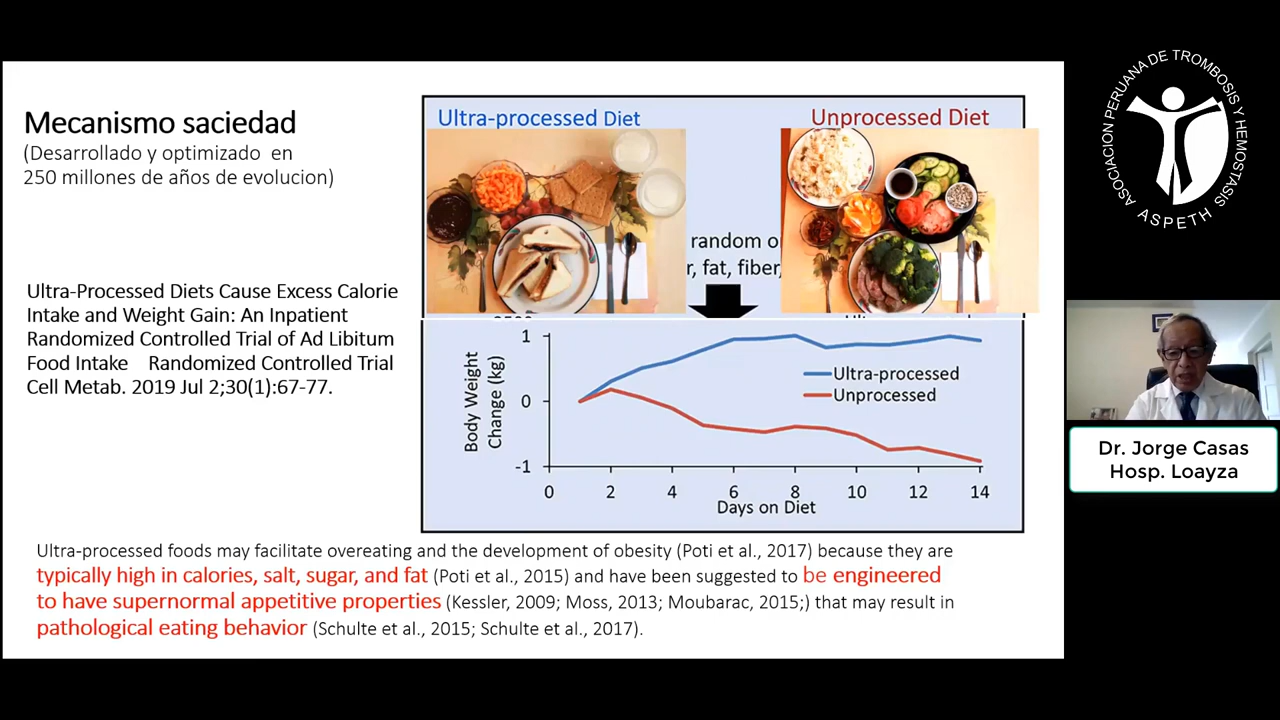 Mecanismo saciedad
(Desarrollado y optimizado en
250 millones de años de evolucion)
Ultra-Processed Diets Cause Excess Calorie
Intake and Weight Gain: An Inpatient
Randomized Controlled Trial of Ad Libitum
Food Intake Randomized Controlled Trial
Cell Metab. 2019 Jul 2;30(1):67-77.
Ultra-processed Diet
Unprocessed Diet
random o
r, fat, fiber,
Body Weight
Change (kg)
1
0
-1
Ultra-processed
Unprocessed
0 2 4 6 8 10 12 14
Days on Diet
Ultra-processed foods may facilitate overeating and the development of obesity (Poti et al., 2017) because they are
typically high in calories, salt, sugar, and fat (Poti et al., 2015) and have been suggested to be engineered
to have supernormal appetitive properties (Kessler, 2009; Moss, 2013; Moubarac, 2015;) that may result in
pathological eating behavior (Schulte et al., 2015; Schulte et al., 2017).
ASOCIACION PERUANA DE TROMBOSIS Y HEMOSTASIS
ASPETH
Dr. Jorge Casas
Hosp. Loayza